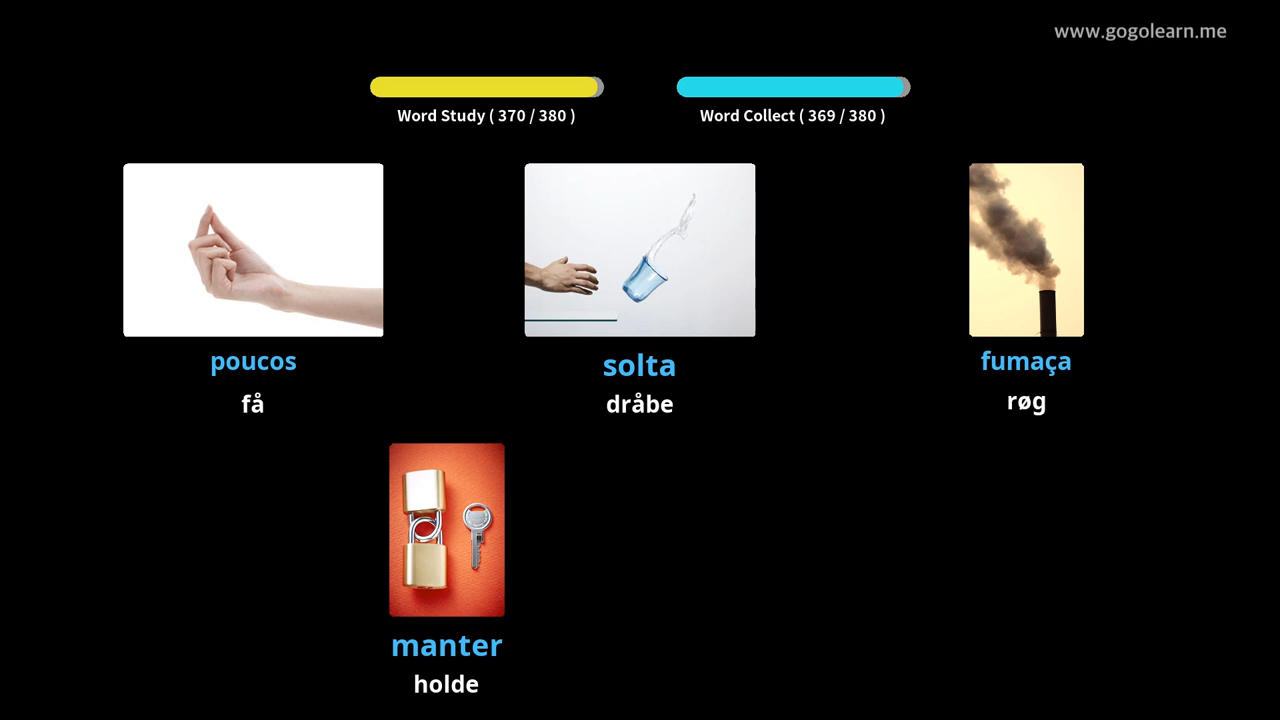 www.gogolearn.me
Word Study ( 370 / 380 )
Word Collect ( 369 / 380 )
poucos
få
solta
dråbe
fumaça
røg
manter
holde